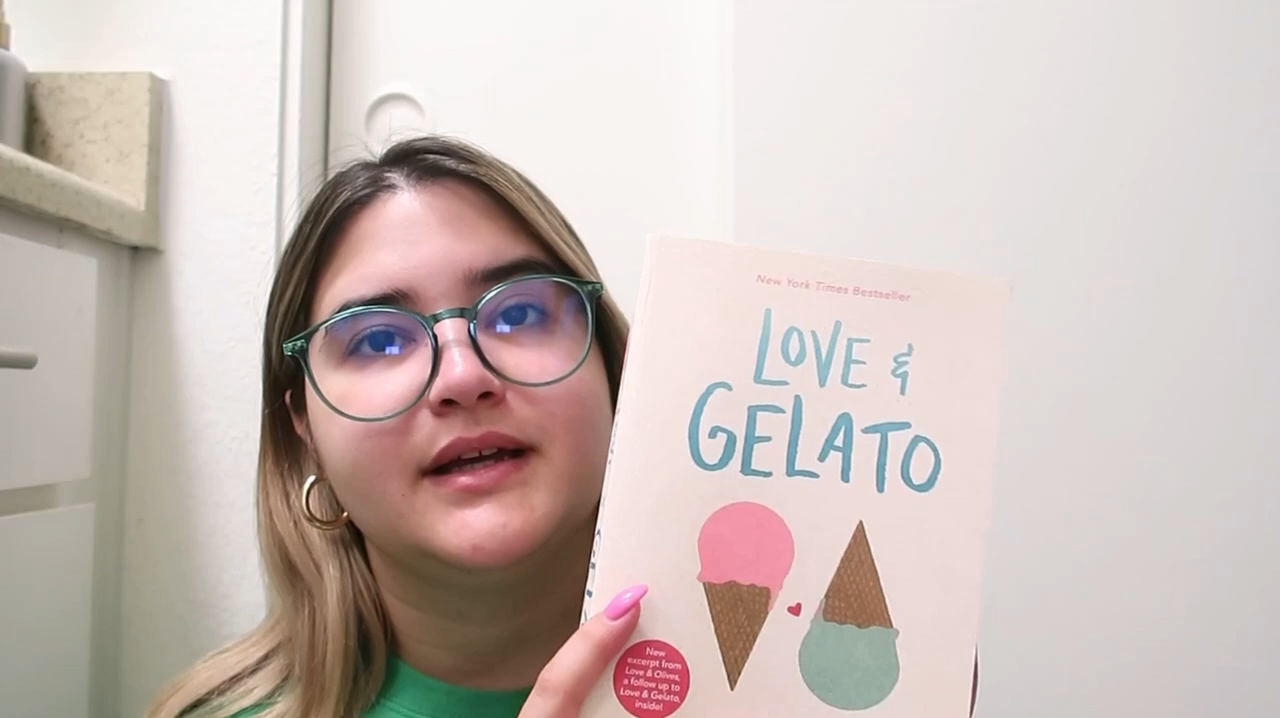 New York Times Bestseller
LOVE &
GELATO
New
excerpt from
Love & Olives,
a follow up to
Love & Gelato,
inside!